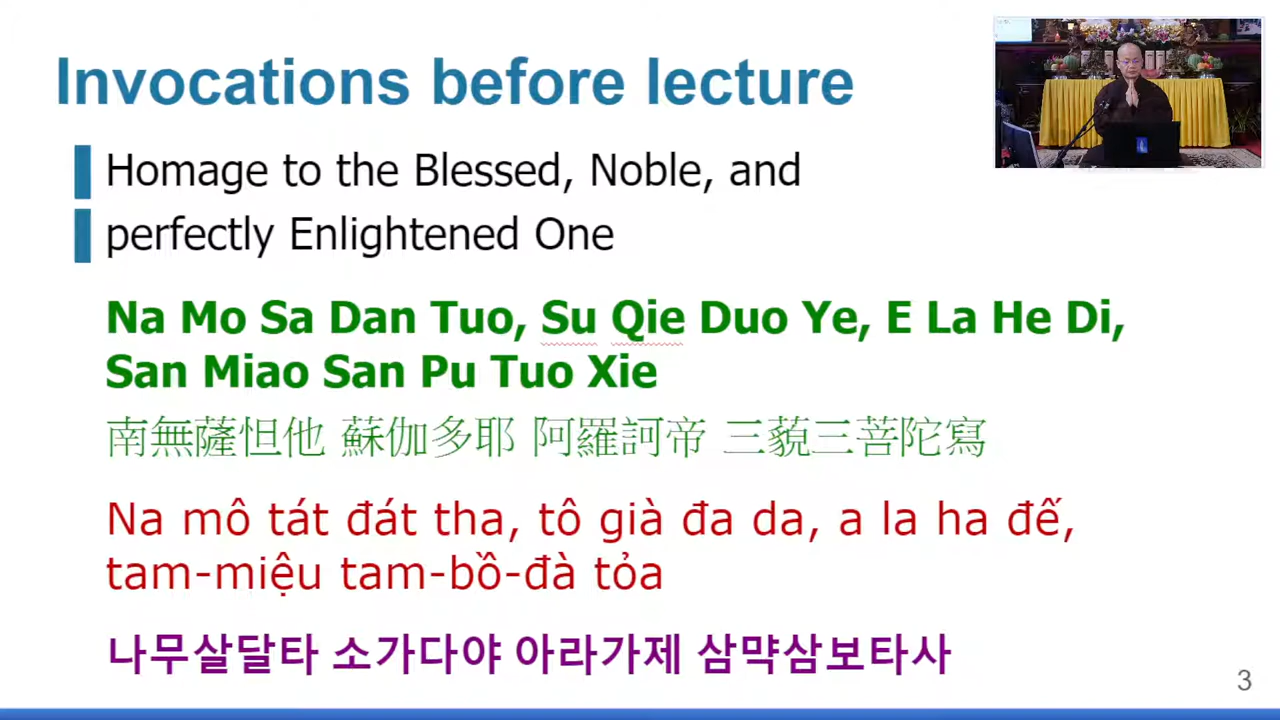 Invocations before lecture
Homage to the Blessed, Noble, and
perfectly Enlightened One
Na Mo Sa Dan Tuo, Su Qie Duo Ye, E La He Di,
San Miao San Pu Tuo Xie
南無薩怛他 蘇伽多耶 阿羅訶帝 三藐三菩陀寫
Na mô tát đát tha, tô già đa da, a la ha đế,
tam-miệu tam-bồ-đà tỏa
나무살달타 소가다야 아라가제 삼먁삼보타사
3